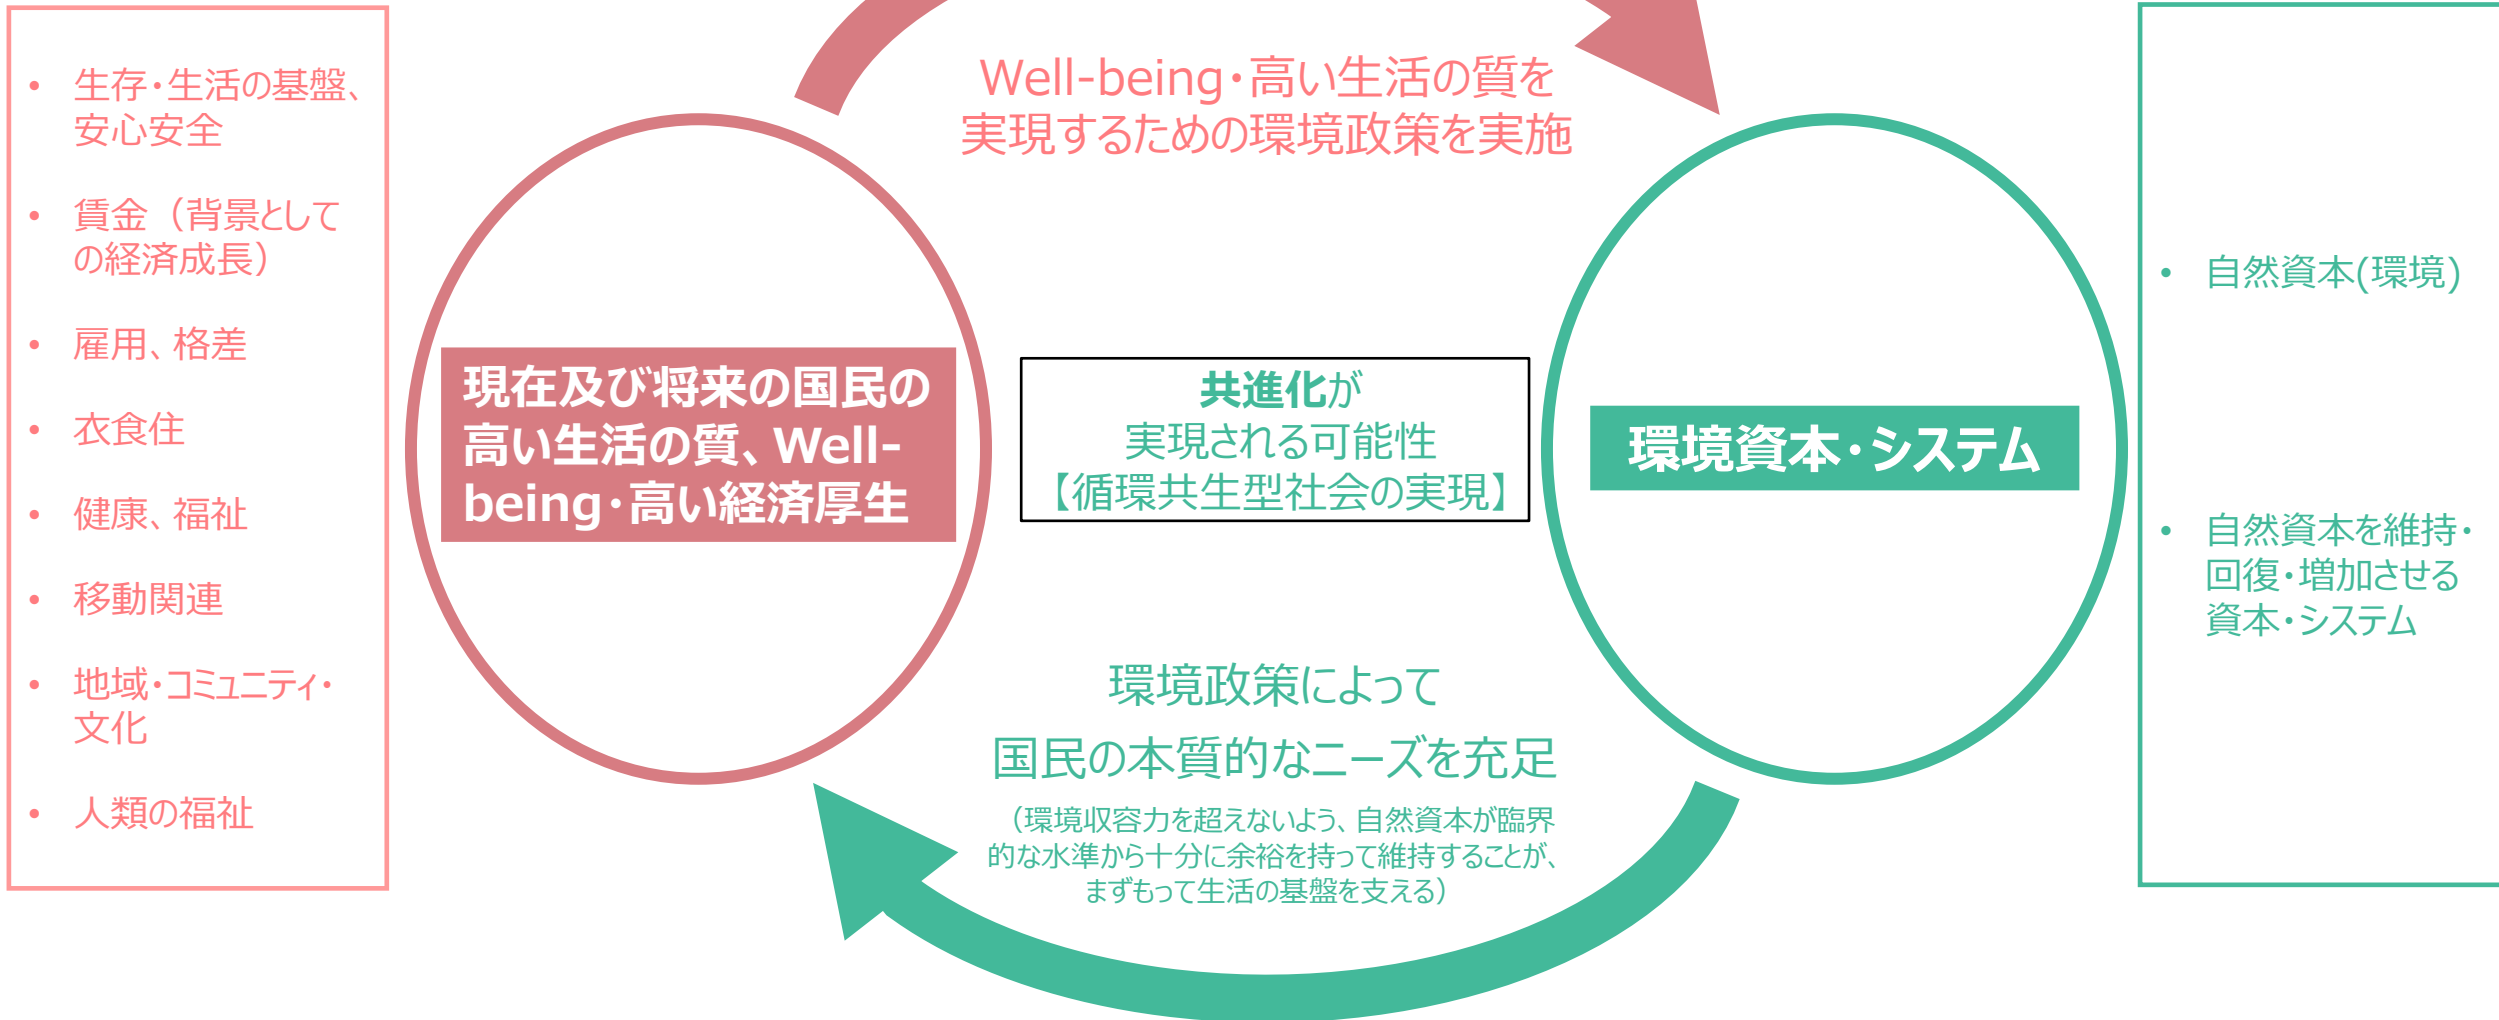 • 生存・生活の基盤、
安心安全
• 賃金（背景として
の経済成長）
• 雇用、格差
• 衣食住
• 健康、福祉
• 移動関連
• 地域・コミュニティ・
文化
• 人類の福祉
現在及び将来の国民の
高い生活の質、Well-
being・高い経済厚生
Well-being・高い生活の質を
実現するための環境政策を実施
共進化が
実現に導く可能性
【循環共生型社会の実現】
環境政策によって
国民の本質的なニーズを充足
（環境収容力を超えないよう、自然資本が臨界
的な水準から十分に余裕を持って維持することが、
まずもって生活の基盤を支える）
環境資本・システム
• 自然資本(環境)
• 自然資本を維持・
回復・増加させる
資本・システム